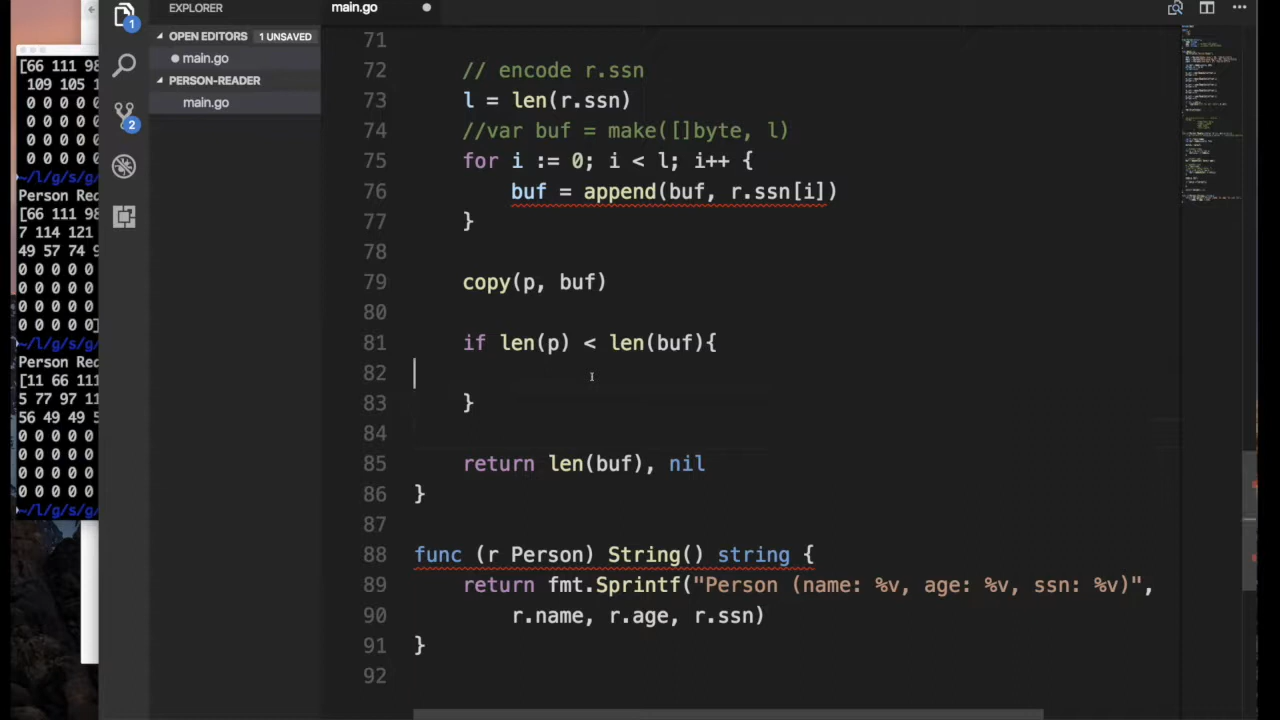 EXPLORER
main.go
1
OPEN EDITORS 1 UNSAVED
main.go
PERSON-READER
main.go
2
[66 111 98
109 105 1
0 0 0 0 0
0 0 0 0 0
0 0 0 0 0
0 0 0 0 0
~/l/g/s/g/
Person Rea
[66 111 98
7 114 121
49 57 74 9
0 0 0 0 0
0 0 0 0 0
0 0 0 0 0
0 0 0 0 0]
~/l/g/s/g/
Person Rea
[11 66 111
5 77 97 11
56 49 49 5
0 0 0 0 0
0 0 0 0 0
0 0 0 0 0
0 0 0 0 0
~/l/g/s/g/
71
72 // encode r.ssn
73 l = len(r.ssn)
74 //var buf = make([]byte, l)
75 for i := 0; i < l; i++ {
76 buf = append(buf, r.ssn[i])
77 }
78
79 copy(p, buf)
80
81 if len(p) < len(buf){
82
83 }
84
85 return len(buf), nil
86 }
87
88 func (r Person) String() string {
89 return fmt.Sprintf("Person (name: %v, age: %v, ssn: %v)",
90 r.name, r.age, r.ssn)
91 }
92